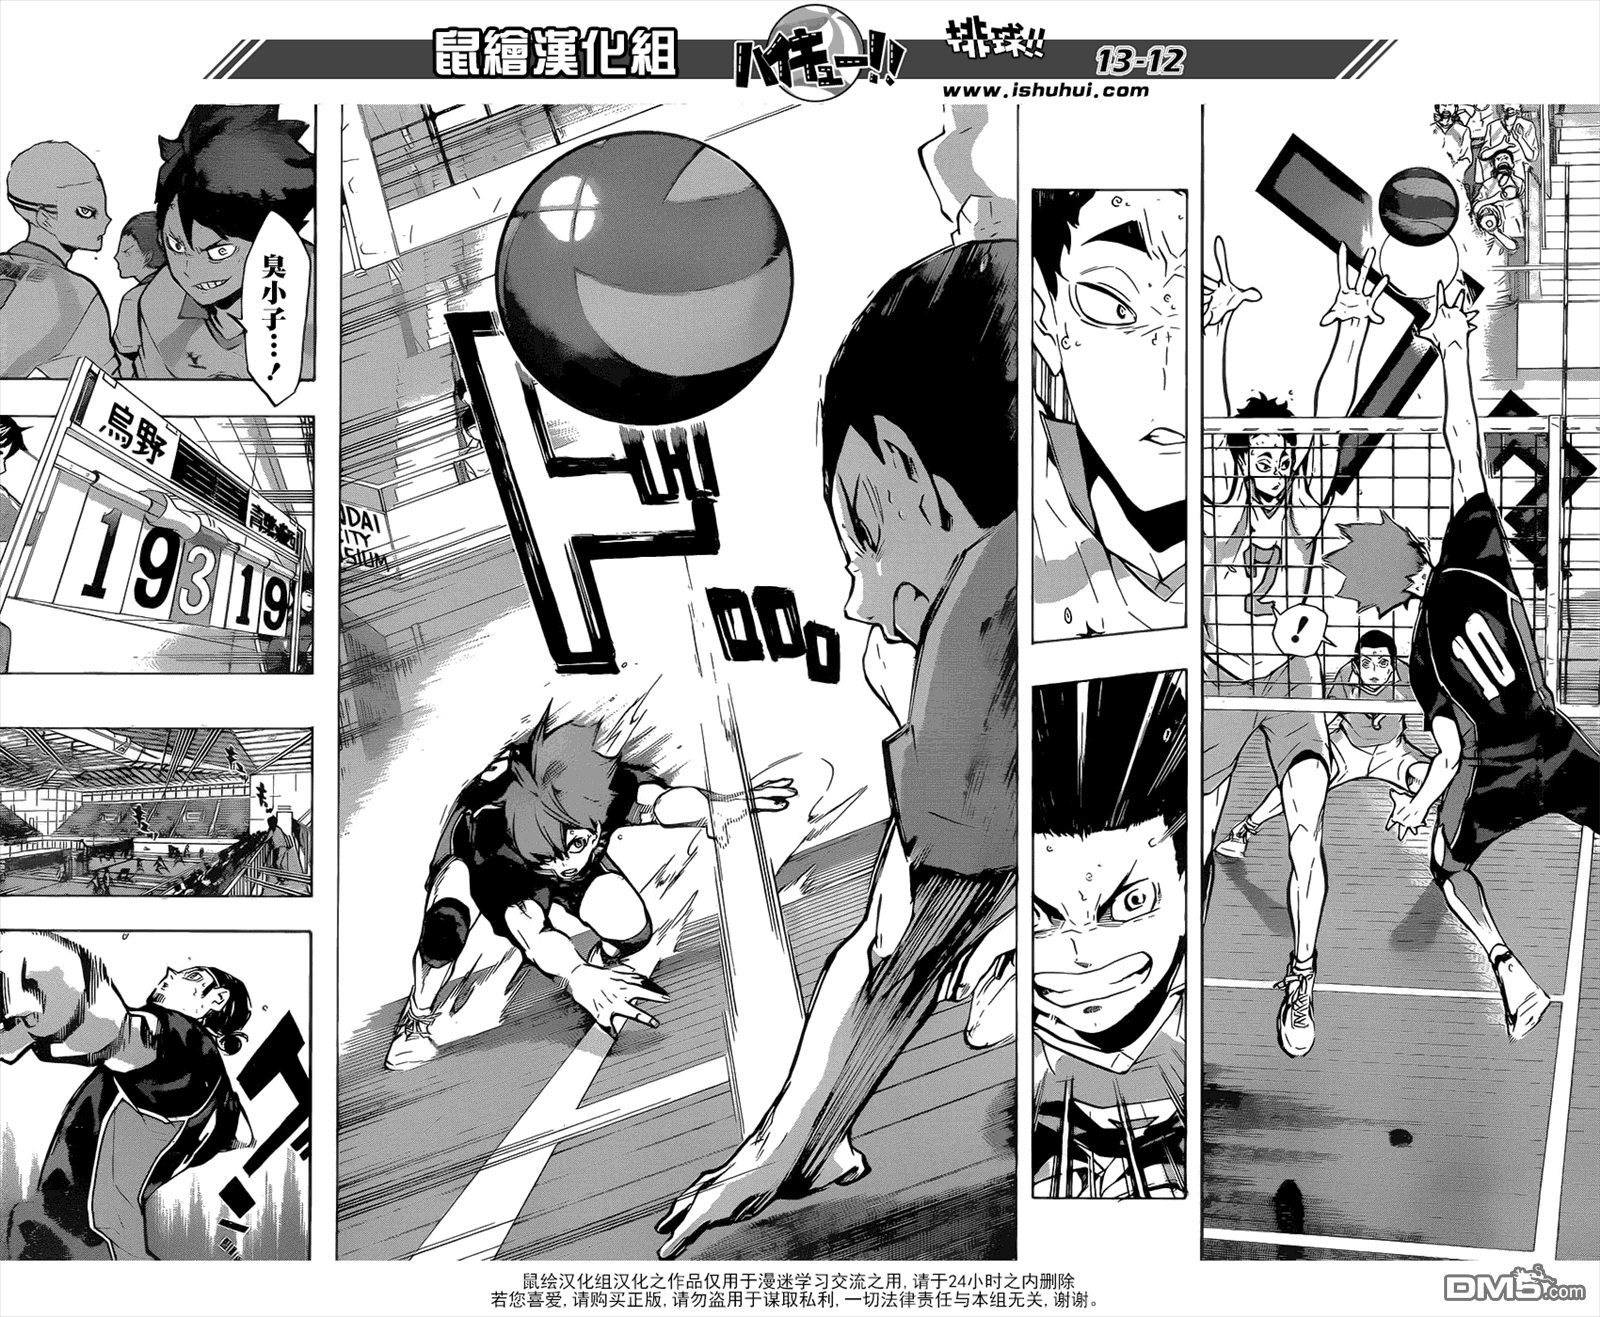 鼠繪漢化組
ハイキュー!!
排球!!
13-12
www.ishuhui.com
10
!
7
NDAI
CITY
ASIUM
臭小子····!
烏野
19
3
19
鼠绘汉化组汉化之作品仅用于漫迷学习交流之用,请于24小时之内删除
若您喜爱,请购买正版,请勿盗用于谋取私利,一切法律责任与本组无关,谢谢。
DM5.com